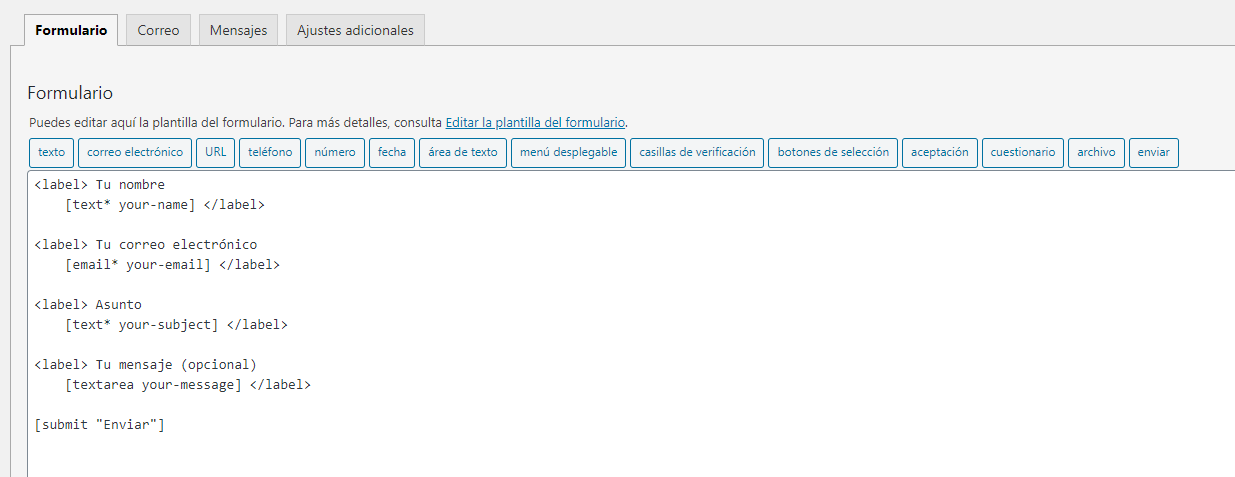 Formulario Correo Mensajes Ajustes adicionales
Formulario
Puedes editar aquí la plantilla del formulario. Para más detalles, consulta Editar la plantilla del formulario.
texto correo electrónico URL teléfono número fecha área de texto menú desplegable casillas de verificación botones de selección aceptación cuestionario archivo enviar
<label> Tu nombre
    [text* your-name] </label>
<label> Tu correo electrónico
    [email* your-email] </label>
<label> Asunto
    [text* your-subject] </label>
<label> Tu mensaje (opcional)
    [textarea your-message] </label>
[submit "Enviar"]